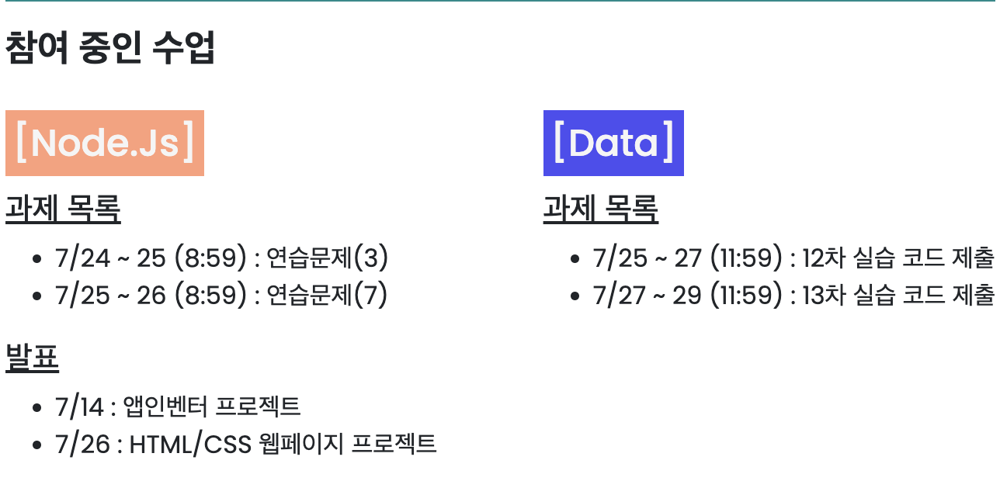 참여 중인 수업
[Node.Js]
과제 목록
7/24 ~ 25 (8:59) : 연습문제(3)
7/25 ~ 26 (8:59) : 연습문제(7)
발표
7/14 : 앱인벤터 프로젝트
7/26 : HTML/CSS 웹페이지 프로젝트
[Data]
과제 목록
7/25 ~ 27 (11:59) : 12차 실습 코드 제출
7/27 ~ 29 (11:59) : 13차 실습 코드 제출